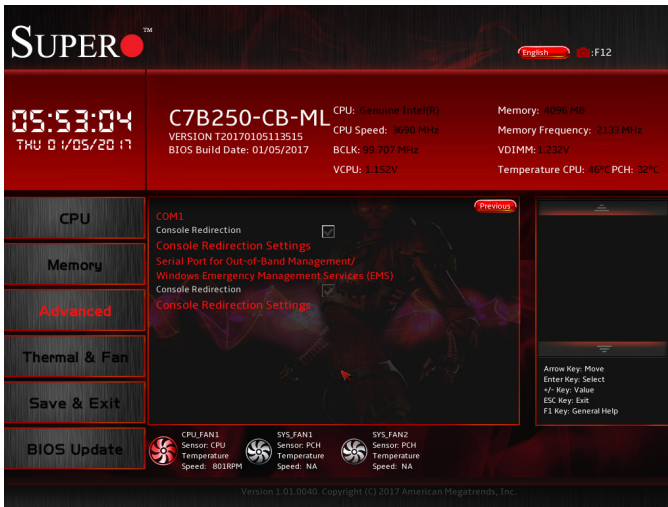 SUPER TM
English :F12
05:53:04
THU 01/05/2017
C7B250-CB-ML
VERSION T20170105113515
BIOS Build Date: 01/05/2017
CPU: Genuine Intel(R)
CPU Speed: 3690 MHz
BCLK: 99.707 MHz
VCPU: 1.152V
Memory: 4096 MB
Memory Frequency: 2133 MHz
VDIMM: 1.232V
Temperature CPU: 46°C PCH: 32°C
CPU
Memory
Advanced
Thermal & Fan
Save & Exit
BIOS Update
Previous
COM1
Console Redirection
Console Redirection Settings
Serial Port for Out-of-Band Management/
Windows Emergency Management Services (EMS)
Console Redirection
Console Redirection Settings
Arrow Key: Move
Enter Key: Select
+/- Key: Value
ESC Key: Exit
F1 Key: General Help
CPU_FAN1
Sensor: CPU
Temperature
Speed: 801RPM
SYS_FAN1
Sensor: PCH
Temperature
Speed: NA
SYS_FAN2
Sensor: PCH
Temperature
Speed: NA
Version 1.01.0040. Copyright (C) 2017 American Megatrends, Inc.